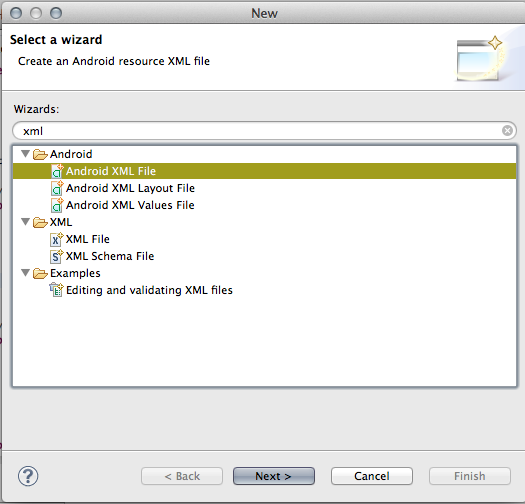 New
Select a wizard
Create an Android resource XML file
Wizards:
xml
Android
Android XML File
Android XML Layout File
Android XML Values File
XML
XML File
XML Schema File
Examples
Editing and validating XML files
? < Back Next > Cancel Finish